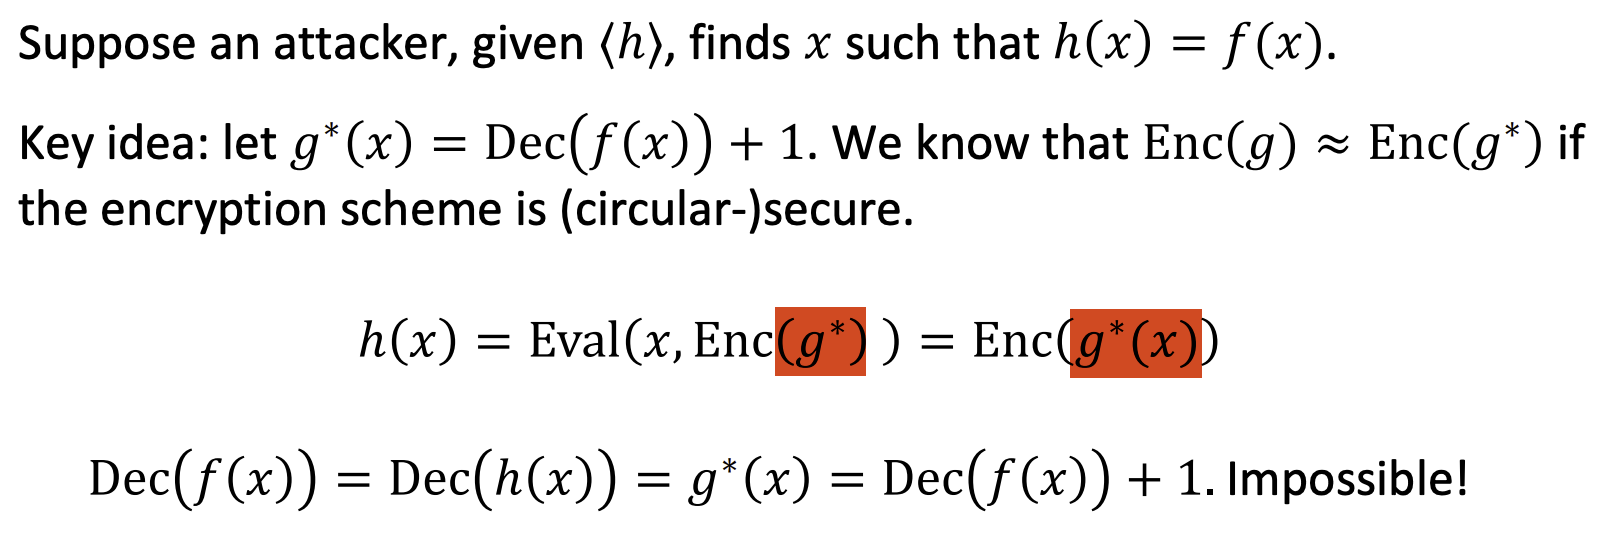 Suppose an attacker, given ⟨h⟩, finds x such that h(x) = f(x).
Key idea: let g*(x) = Dec(f(x)) + 1. We know that Enc(g) ≈ Enc(g*) if
the encryption scheme is (circular-)secure.
h(x) = Eval(x, Enc(g*) ) = Enc(g*(x))
Dec(f(x)) = Dec(h(x)) = g*(x) = Dec(f(x)) + 1. Impossible!